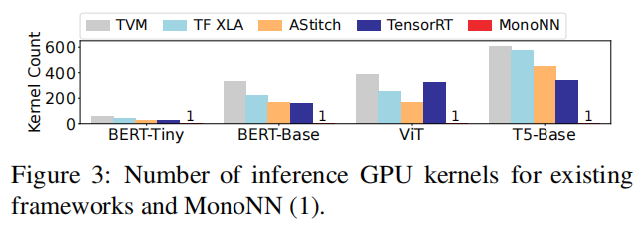 TVM TF XLA AStitch TensorRT MonoNN
Kernel Count
600
400
200
0
1 1 1 1
BERT-Tiny BERT-Base ViT T5-Base
Figure 3: Number of inference GPU kernels for existing
frameworks and MonoNN (1).